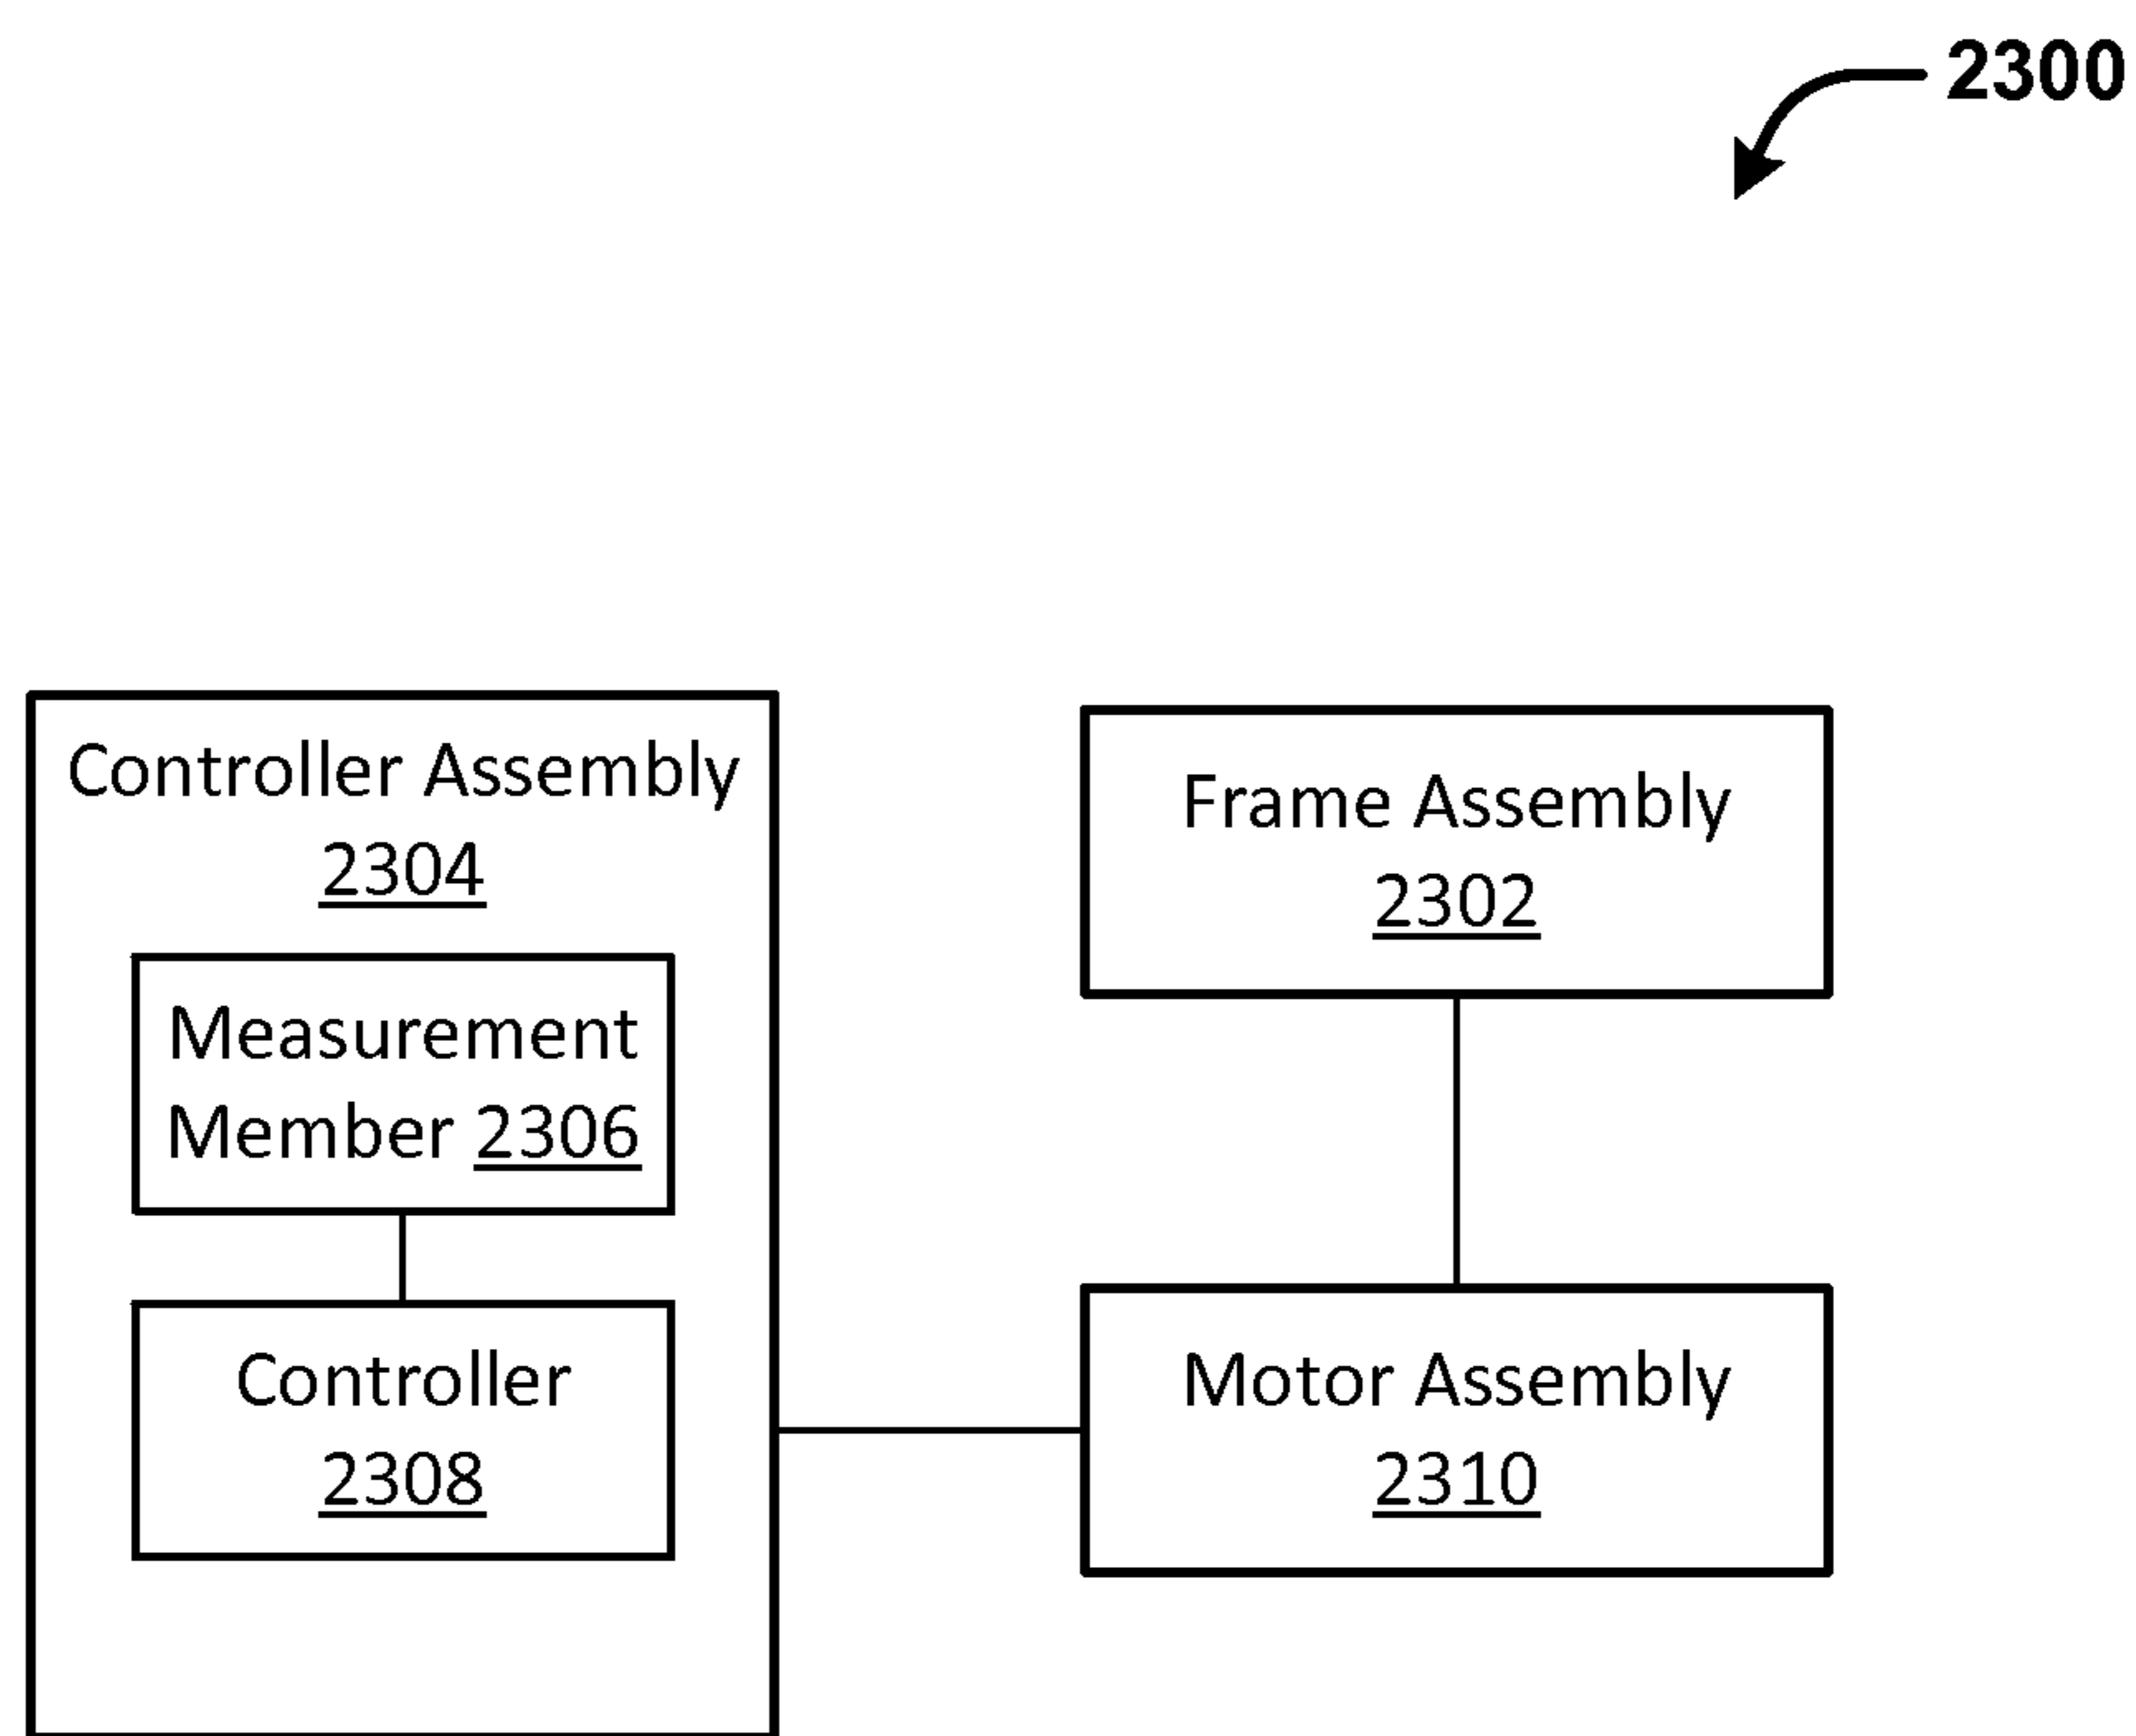 2300
Controller Assembly
2304
Measurement
Member 2306
Controller
2308
Frame Assembly
2302
Motor Assembly
2310